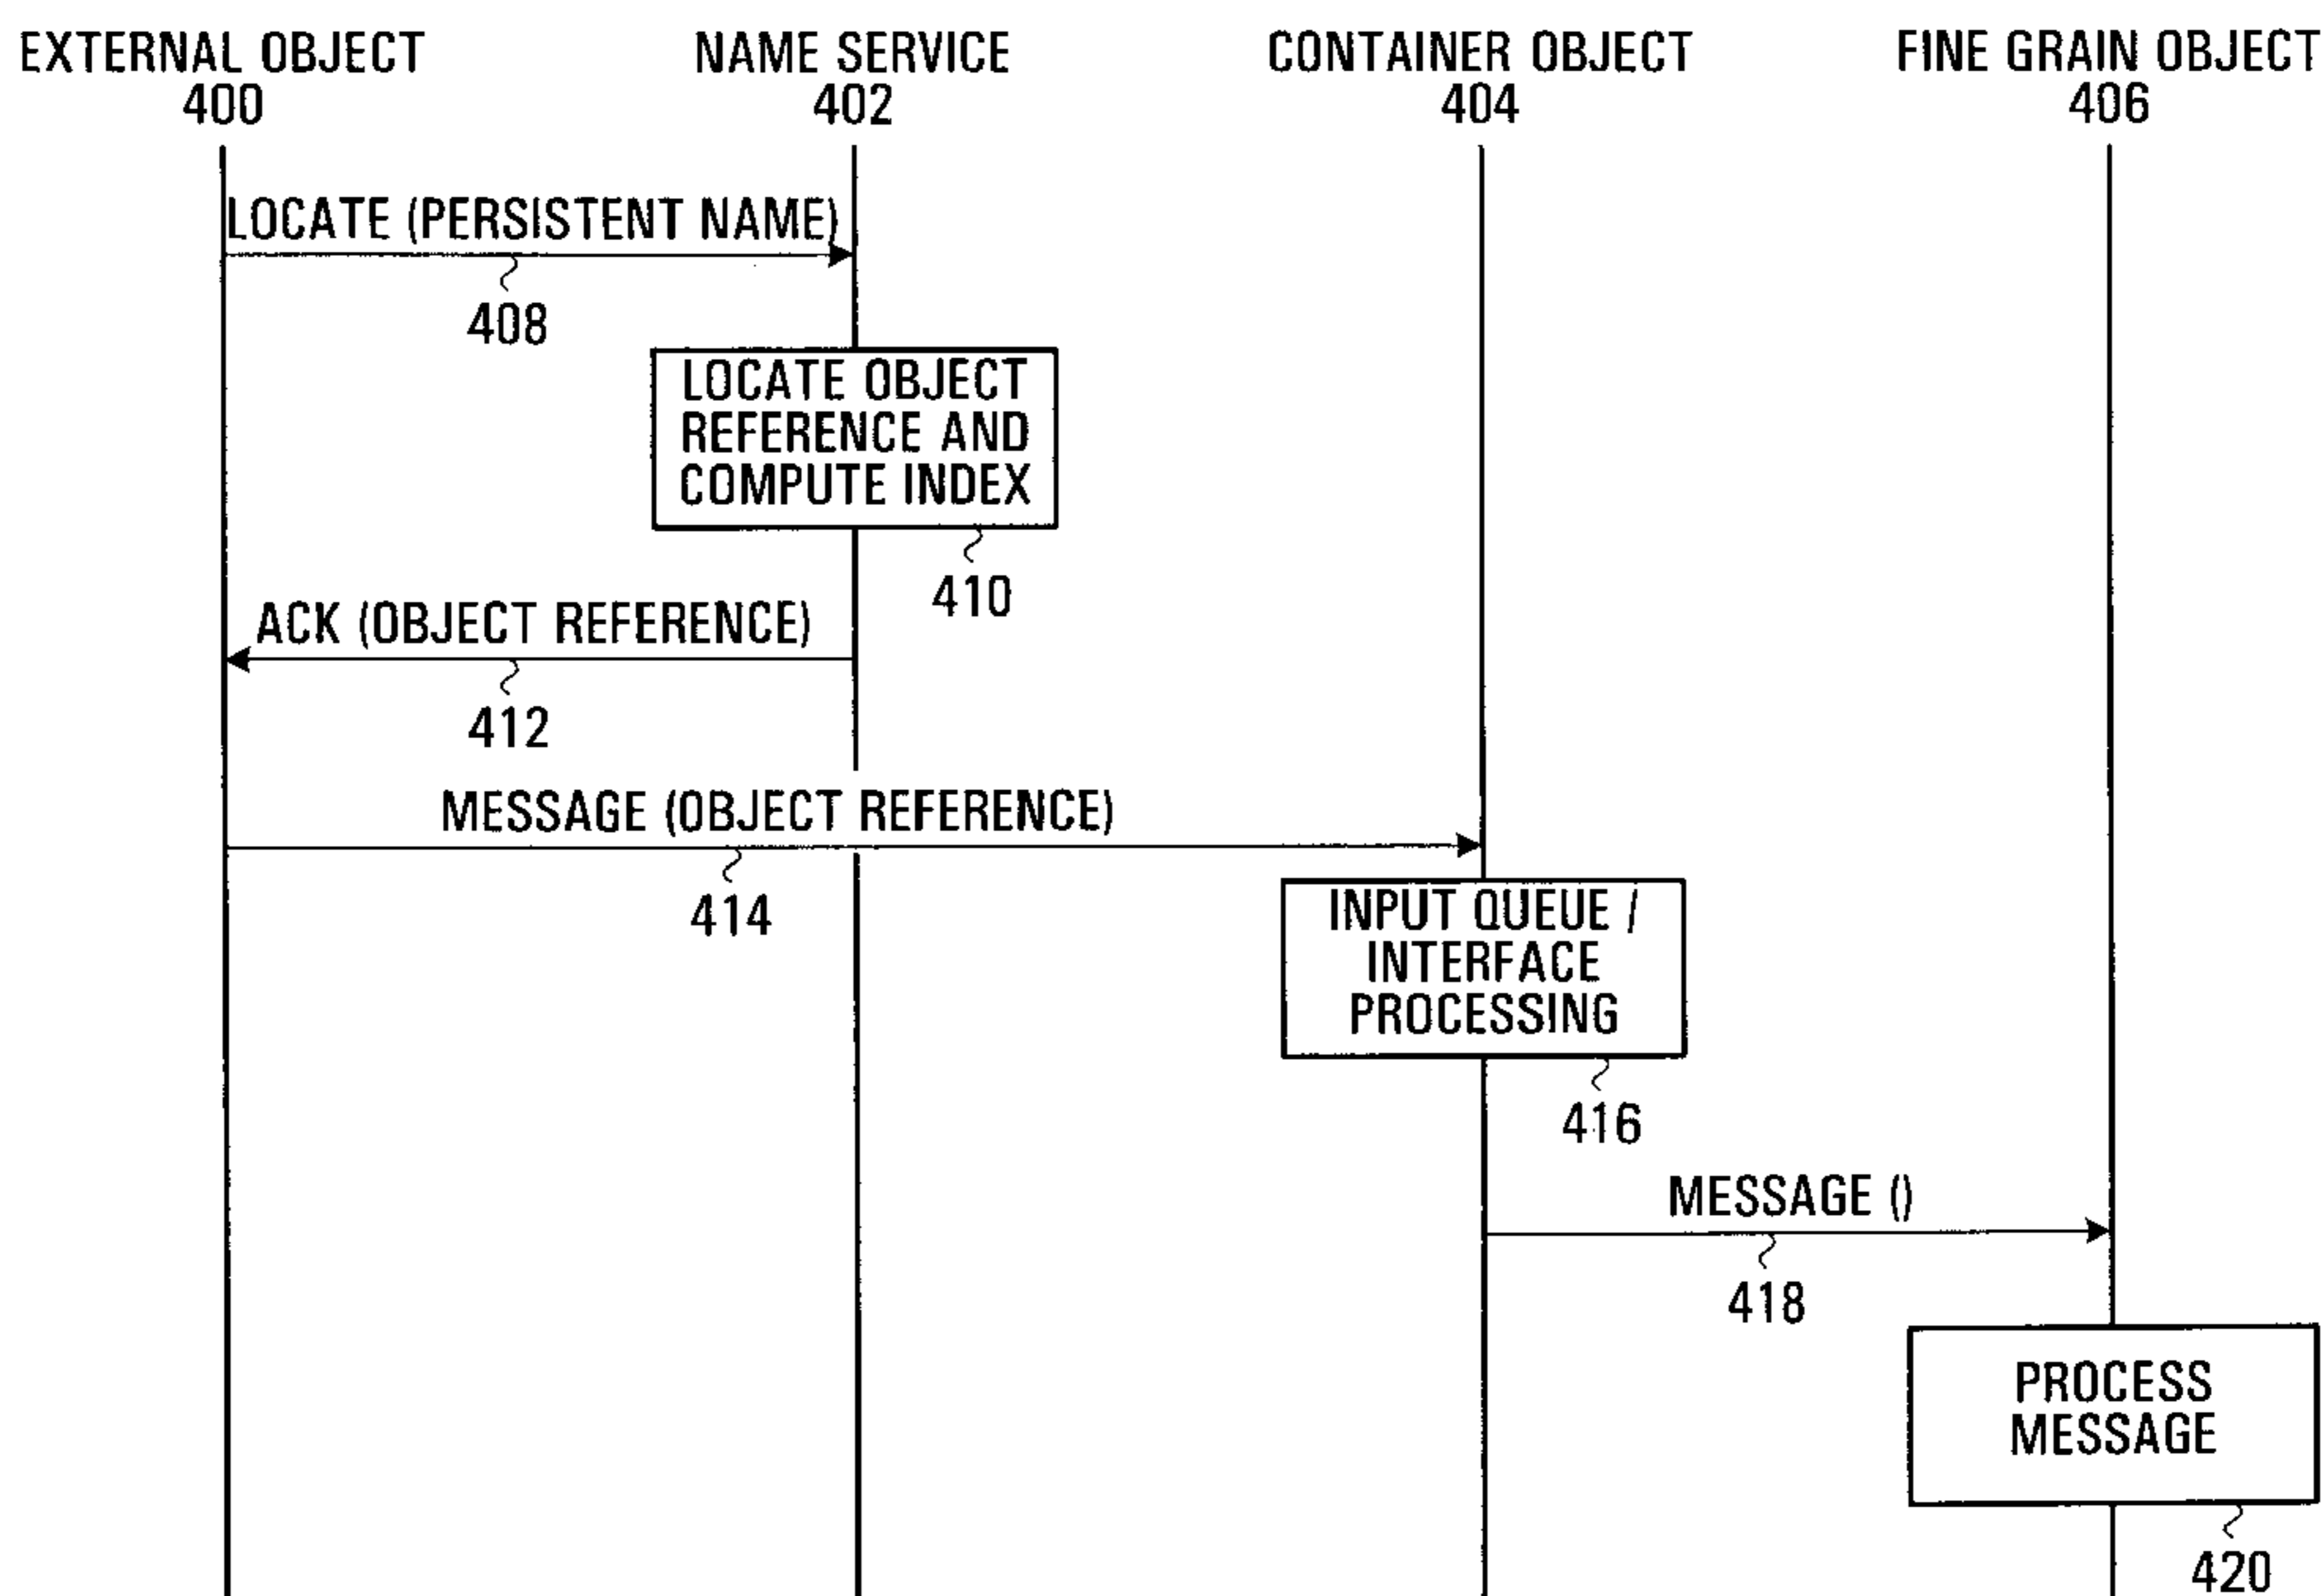 EXTERNAL OBJECT
400
NAME SERVICE
402
CONTAINER OBJECT
404
FINE GRAIN OBJECT
406
LOCATE (PERSISTENT NAME)
408
LOCATE OBJECT
REFERENCE AND
COMPUTE INDEX
410
ACK (OBJECT REFERENCE)
412
MESSAGE (OBJECT REFERENCE)
414
INPUT QUEUE /
INTERFACE
PROCESSING
416
MESSAGE ()
418
PROCESS
MESSAGE
420